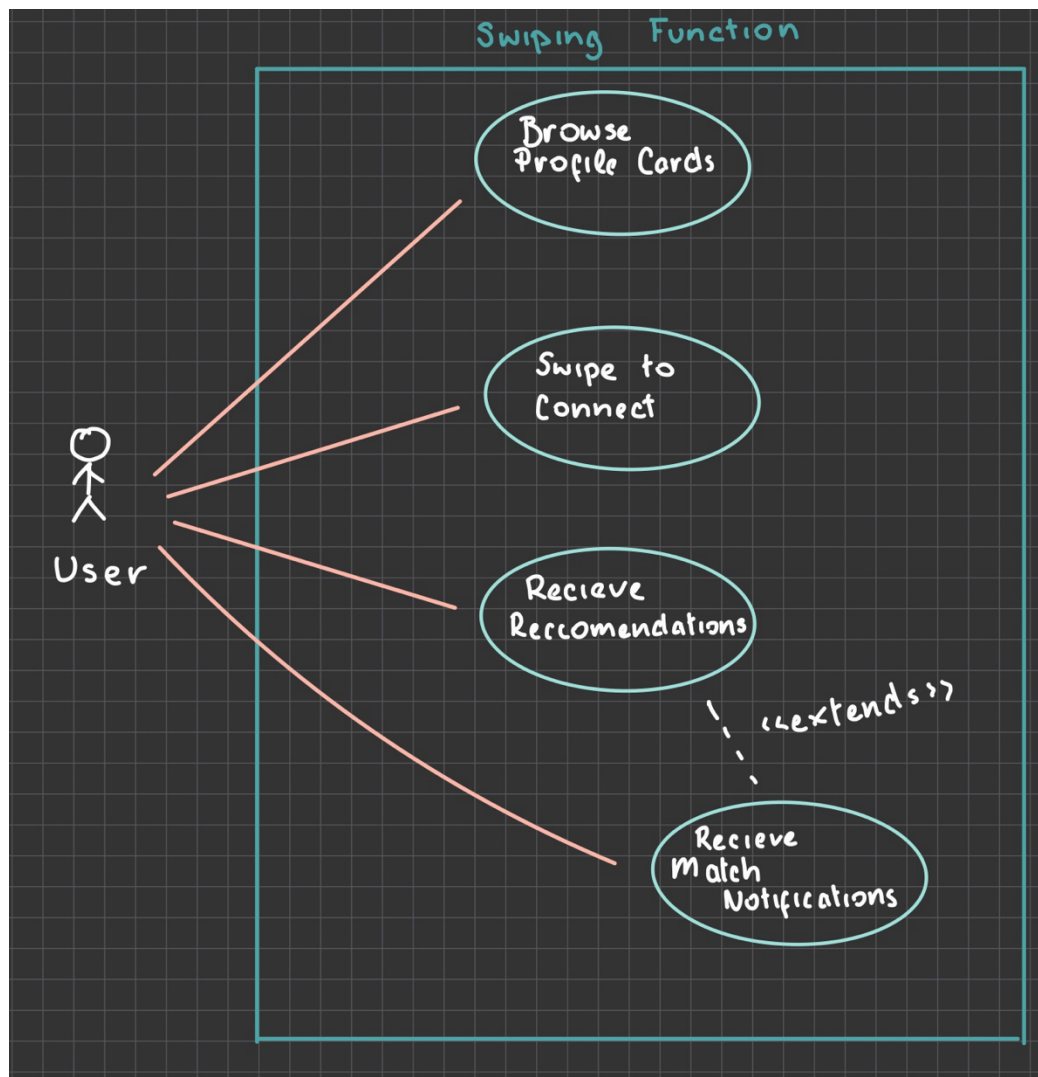 Swiping Function
Browse
Profile Cards
Swipe to
Connect
User
Recieve
Reccomendations
<<extends>>
Recieve
Match
Notifications